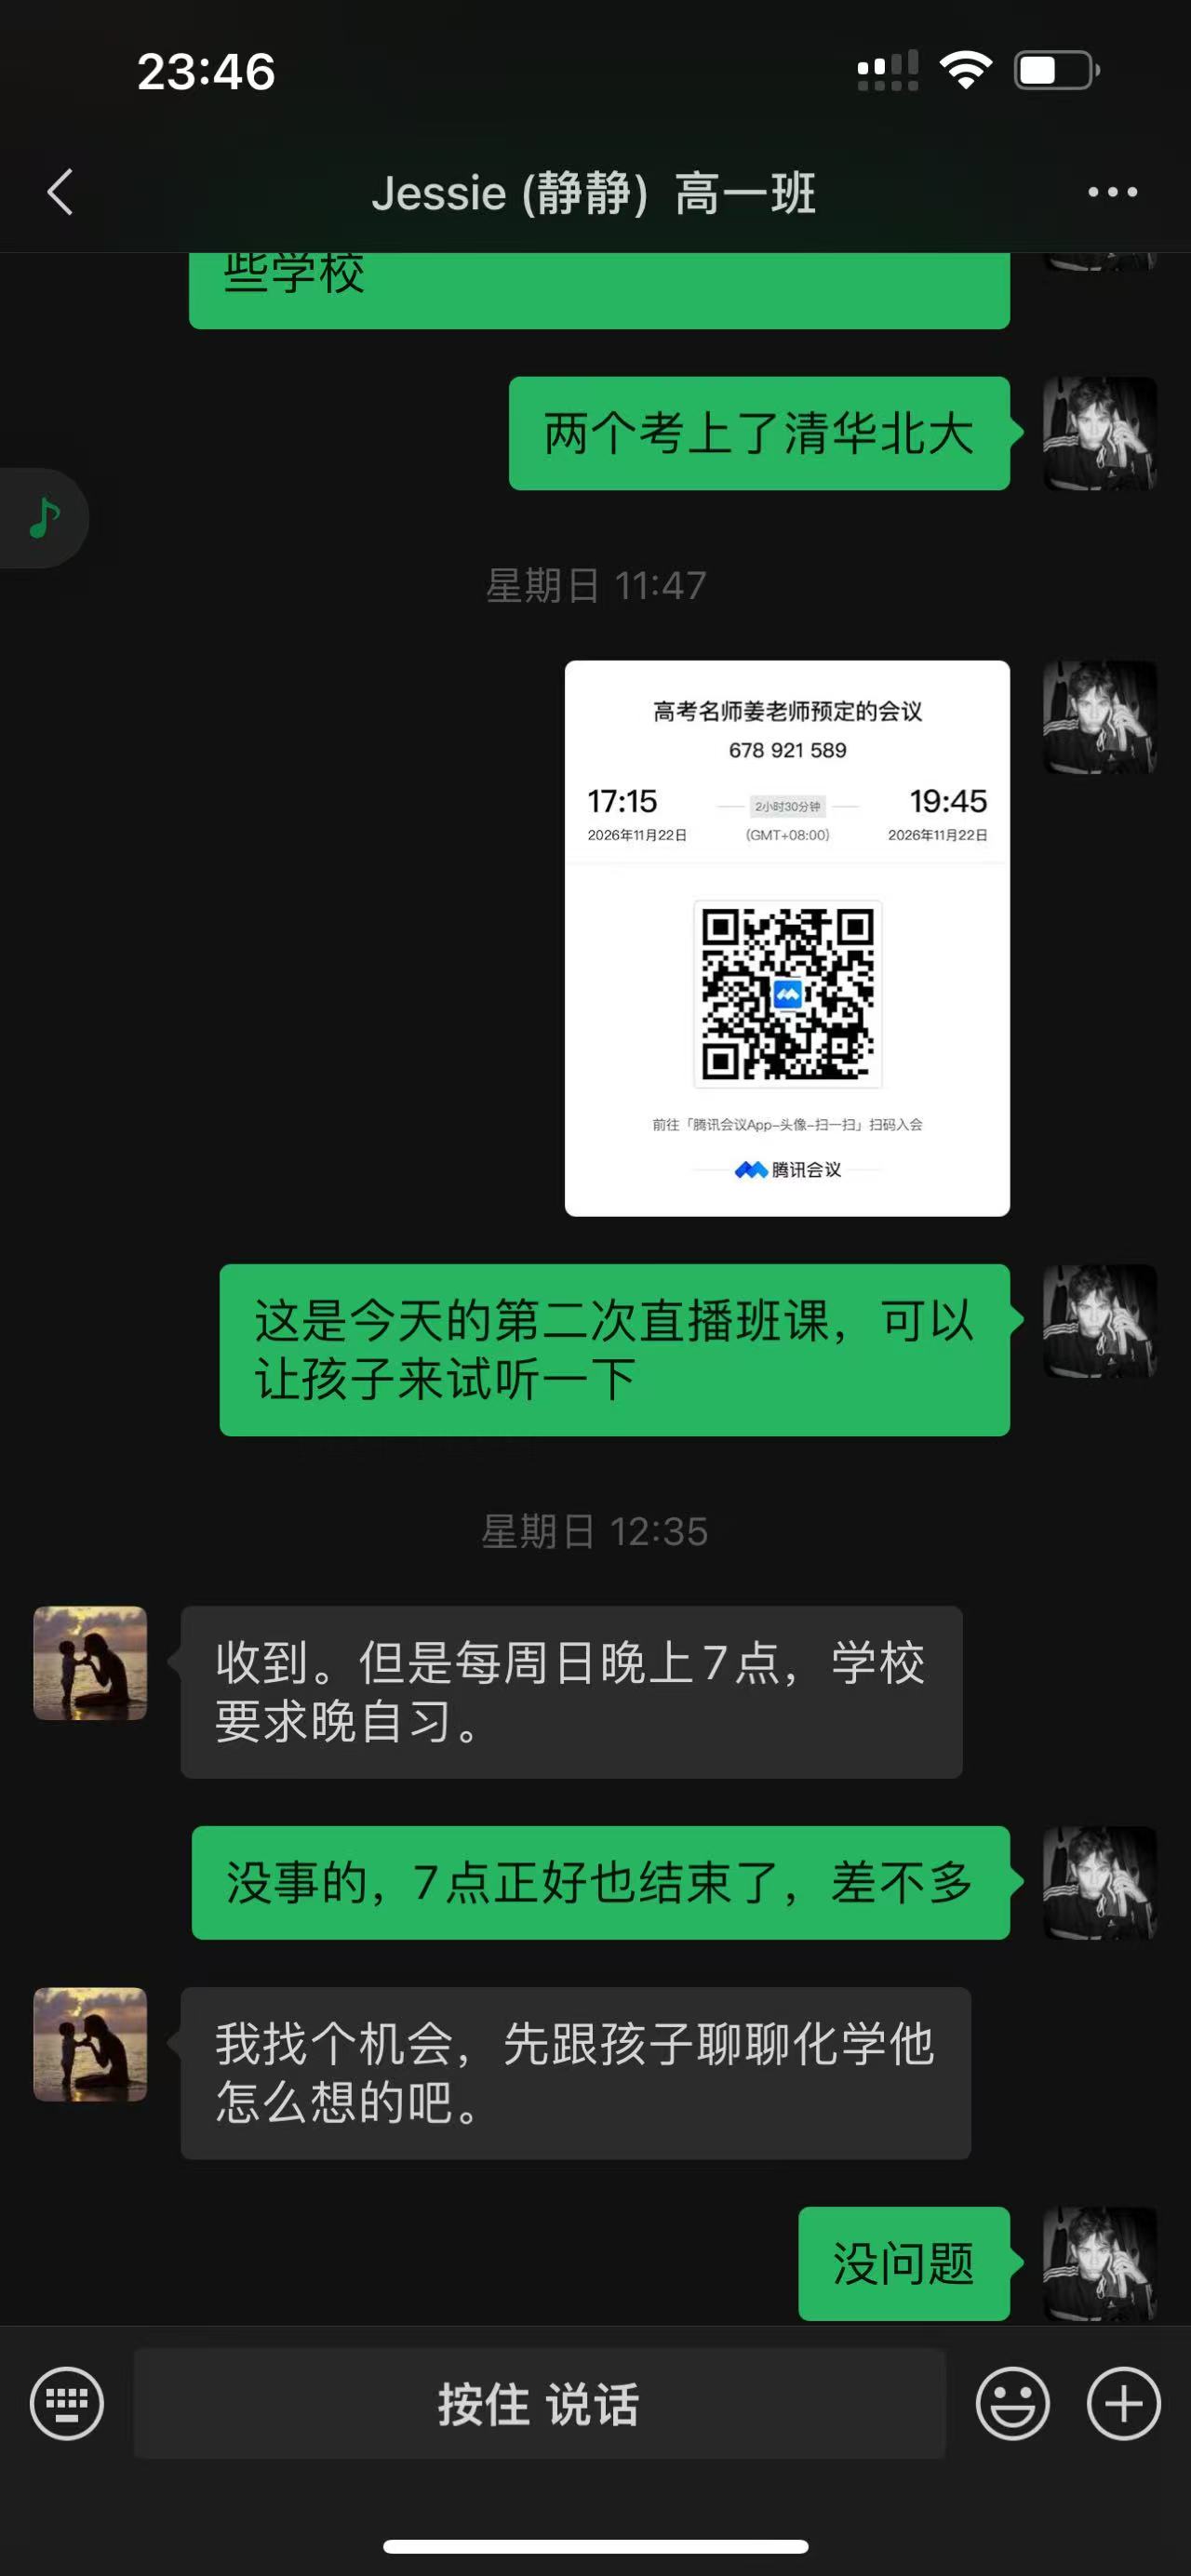 23:46
Jessie (静静) 高一班
些学校
两个考上了清华北大
星期日 11:47
高考名师姜老师预定的会议
678 921 589
17:15 2小时30分钟 19:45
2026年11月22日 (GMT+08:00) 2026年11月22日
前往「腾讯会议App-头像-扫一扫」扫码入会
腾讯会议
这是今天的第二次直播班课，可以
让孩子来试听一下
星期日 12:35
收到。但是每周日晚上7点，学校
要求晚自习。
没事的，7点正好也结束了，差不多
我找个机会，先跟孩子聊聊化学他
怎么想的吧。
没问题
按住 说话